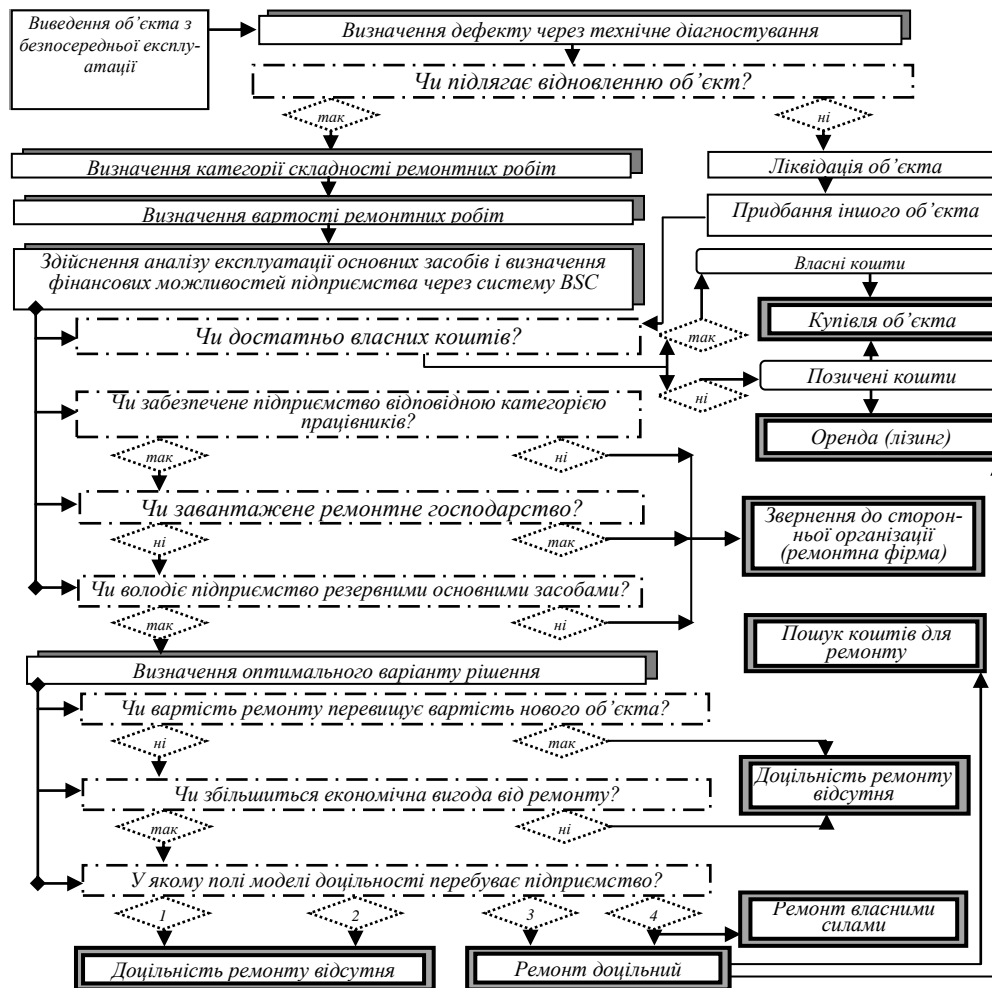 Виведення об’єкта з
безпосередньої експлу-
атації
Визначення дефекту через технічне діагностування
Чи підлягає відновленню об’єкт?
так
ні
Визначення категорії складності ремонтних робіт
Ліквідація об’єкта
Визначення вартості ремонтних робіт
Придбання іншого об’єкта
Здійснення аналізу експлуатації основних засобів і визначення
фінансових можливостей підприємства через систему BSC
Власні кошти
Купівля об’єкта
Чи достатньо власних коштів?
так
ні
Позичені кошти
Чи забезпечене підприємство відповідною категорією
працівників?
Оренда (лізинг)
так
ні
Чи завантажене ремонтне господарство?
Звернення до сторон-
ньої організації
(ремонтна фірма)
ні
так
Чи володіє підприємство резервними основними засобами?
так
ні
Пошук коштів для
ремонту
Визначення оптимального варіанту рішення
Чи вартість ремонту перевищує вартість нового об’єкта?
ні
так
Доцільність ремонту
відсутня
Чи збільшиться економічна вигода від ремонту?
так
ні
У якому полі моделі доцільності перебуває підприємство?
1
2
3
4
Ремонт власними
силами
Доцільність ремонту відсутня
Ремонт доцільний